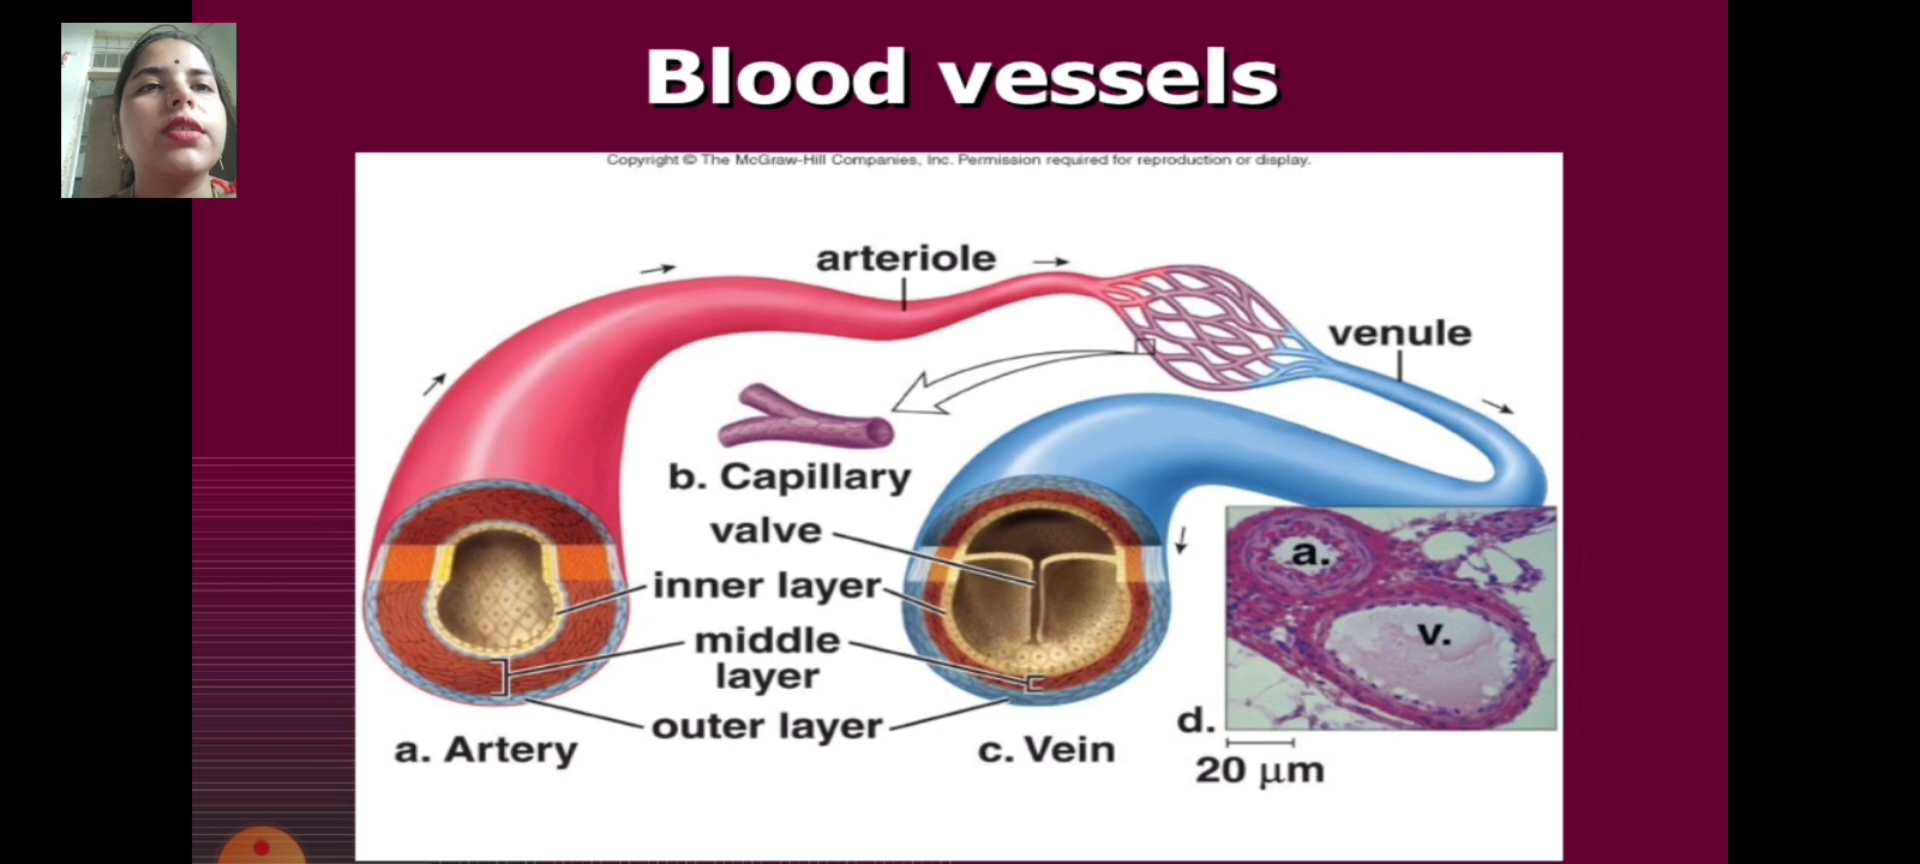 Blood vessels
Copyright © The McGraw-Hill Companies, Inc. Permission required for reproduction or display.
arteriole
venule
b. Capillary
valve
inner layer
middle
layer
outer layer
a. Artery
c. Vein
a.
v.
d.
20 μm